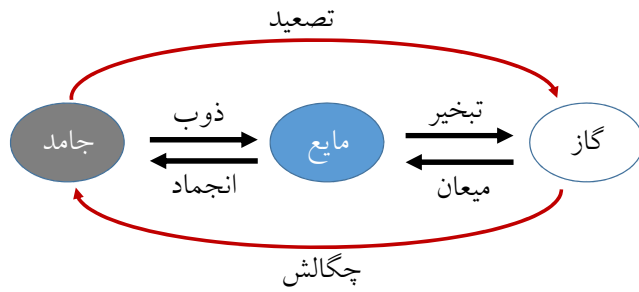 تصعید
ذوب
تبخیر
جامد
مایع
گاز
انجماد
میعان
چگالش